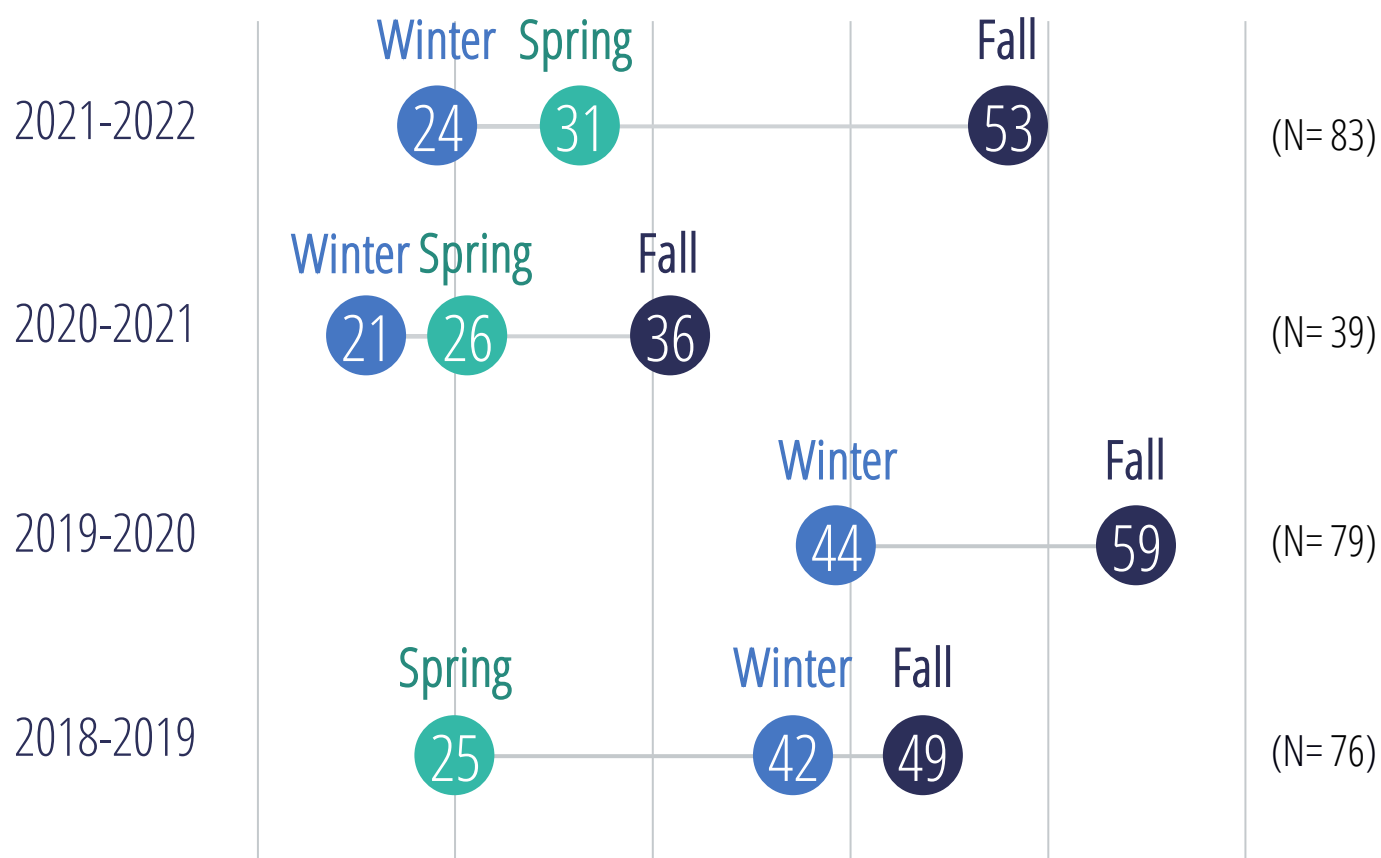 Winter Spring Fall
2021-2022 24 31 53 (N= 83)
Winter Spring Fall
2020-2021 21 26 36 (N= 39)
Winter Fall
2019-2020 44 59 (N= 79)
Spring Winter Fall
2018-2019 25 42 49 (N= 76)